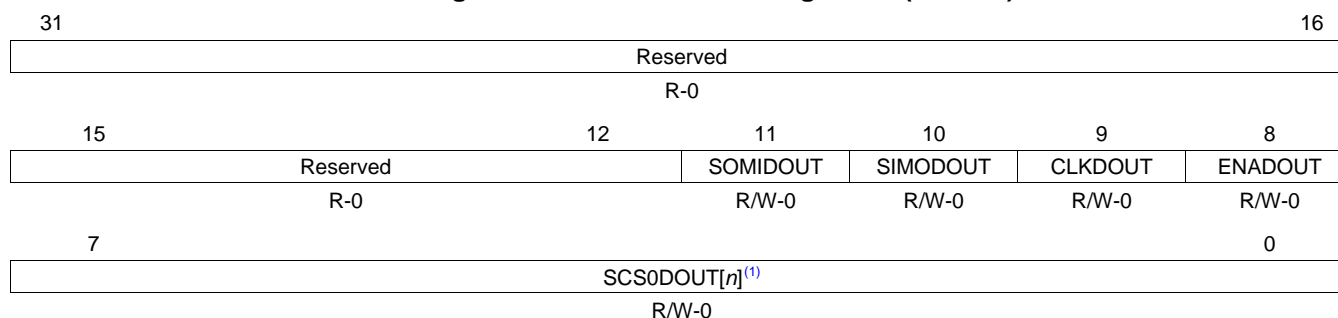 31 16
Reserved
R-0
15 12 11 10 9 8
Reserved SOMIDOUT SIMODOUT CLKDOUT ENADOUT
R-0 R/W-0 R/W-0 R/W-0 R/W-0
7 0
SCS0DOUT[n](1)
R/W-0